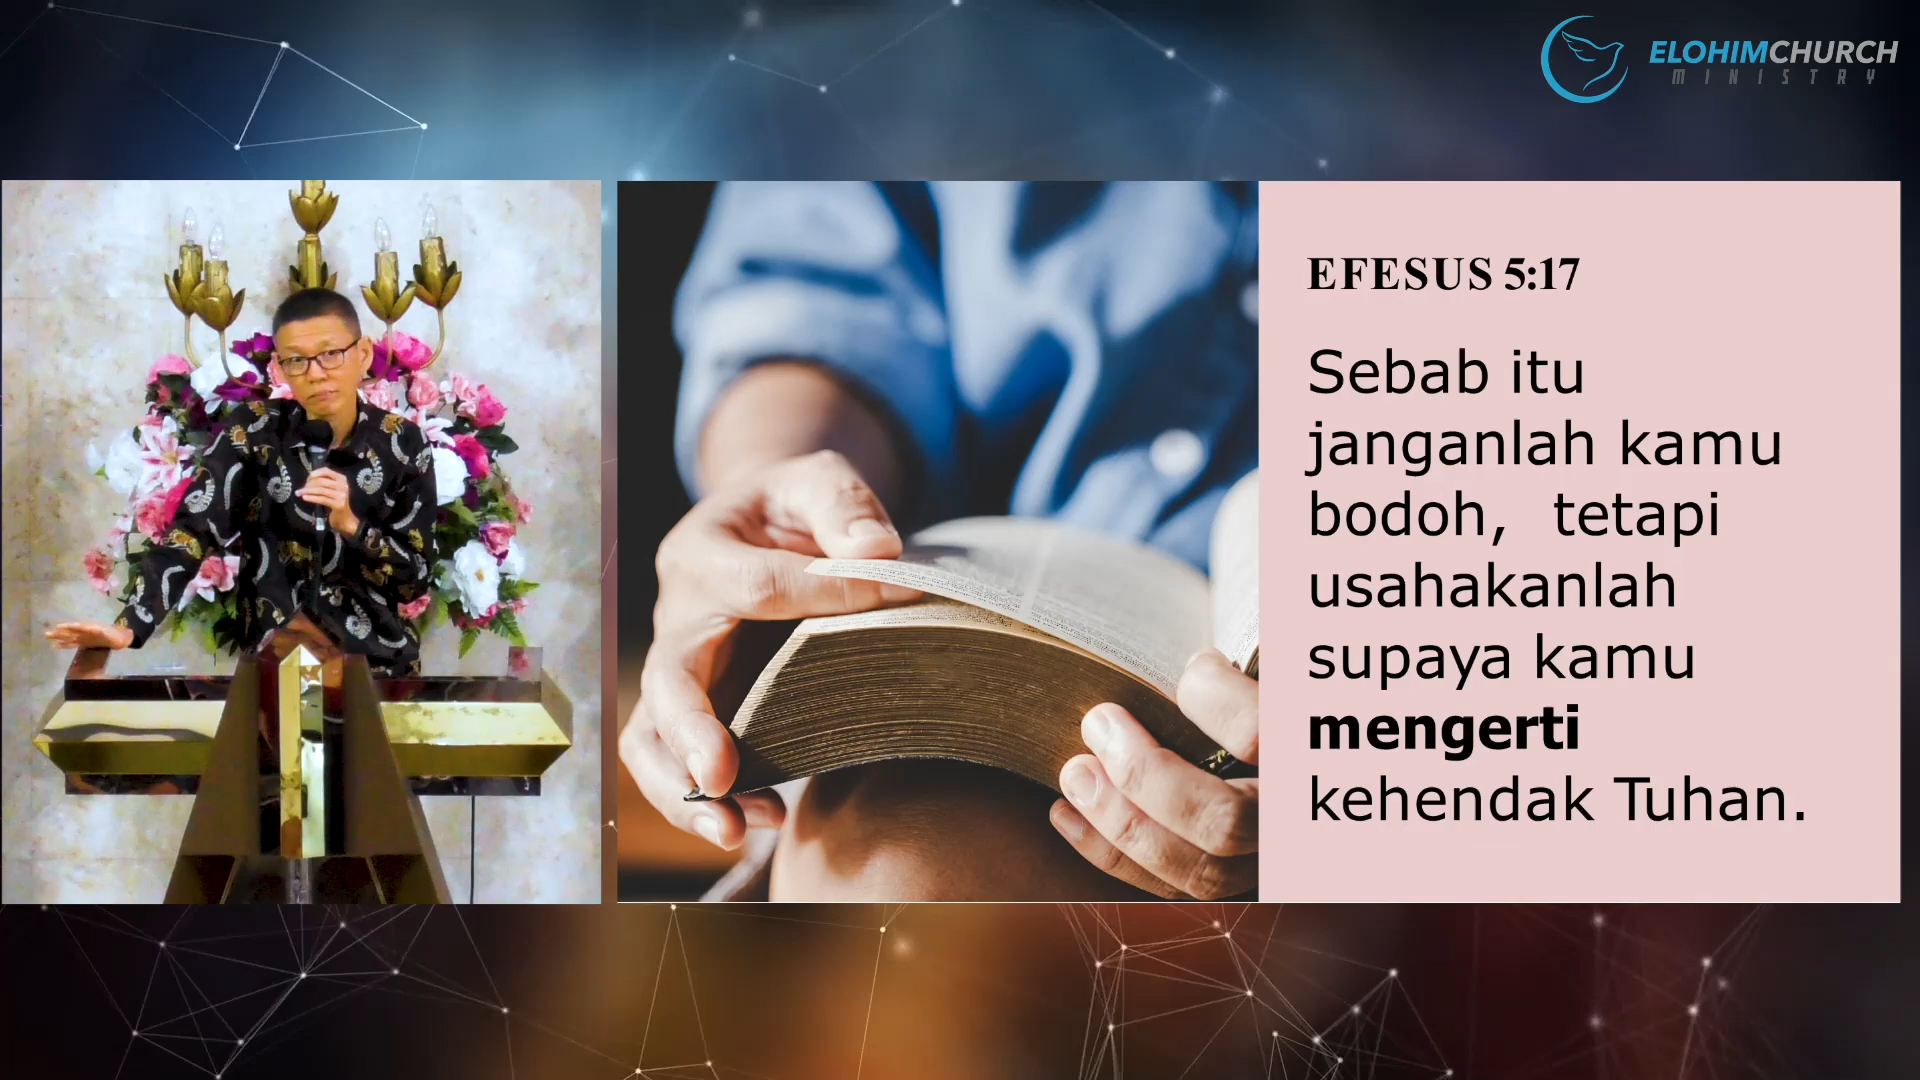 ELOHIMCHURCH
MINISTRY
EFESUS 5:17
Sebab itu
janganlah kamu
bodoh,  tetapi
usahakanlah
supaya kamu
mengerti
kehendak Tuhan.